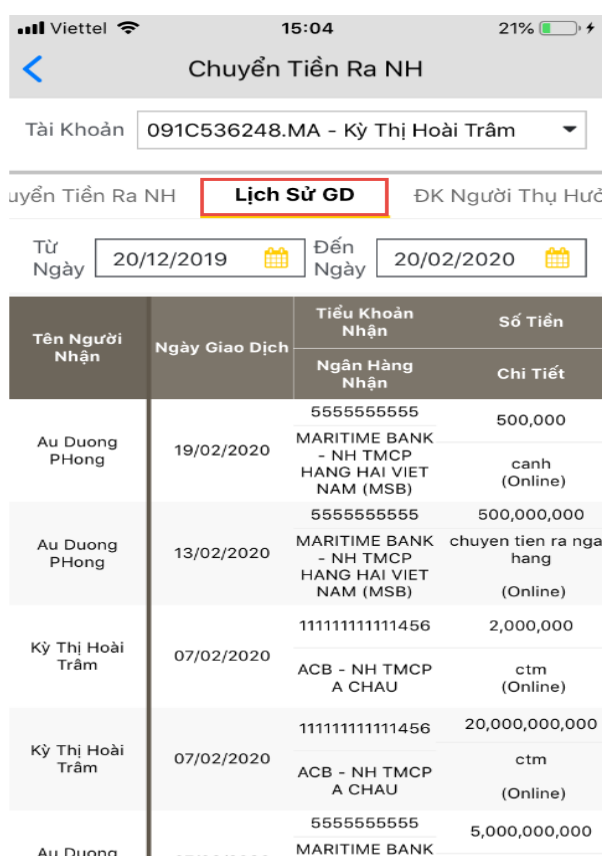 Viettel 15:04 21%
Chuyển Tiền Ra NH
Tài Khoản 091C536248.MA - Kỳ Thị Hoài Trâm
uyển Tiền Ra NH Lịch Sử GD ĐK Người Thụ Hưở
Từ Ngày 20/12/2019 Đến Ngày 20/02/2020
Tên Người Nhận
Ngày Giao Dịch
Tiểu Khoản Nhận
Ngân Hàng Nhận
Số Tiền
Chi Tiết
Au Duong
PHong
19/02/2020
5555555555
MARITIME BANK
- NH TMCP
HANG HAI VIET
NAM (MSB)
500,000
canh
(Online)
Au Duong
PHong
13/02/2020
5555555555
MARITIME BANK
- NH TMCP
HANG HAI VIET
NAM (MSB)
500,000,000
chuyen tien ra nga
hang
(Online)
Kỳ Thị Hoài
Trâm
07/02/2020
111111111111456
ACB - NH TMCP
A CHAU
2,000,000
ctm
(Online)
Kỳ Thị Hoài
Trâm
07/02/2020
111111111111456
ACB - NH TMCP
A CHAU
20,000,000,000
ctm
(Online)
Au Duong
5555555555
MARITIME BANK
5,000,000,000